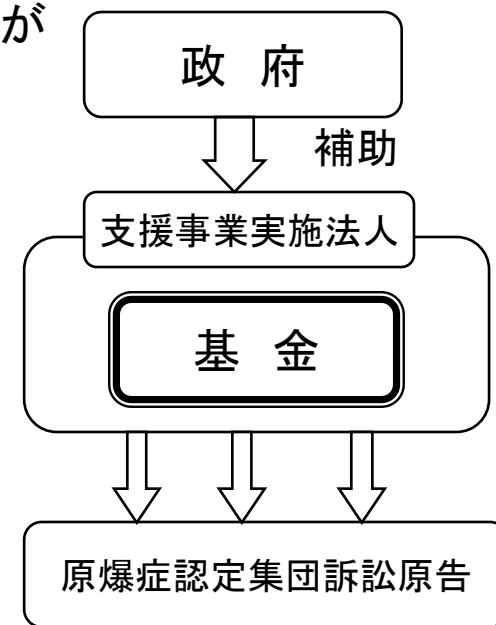 が
政 府
補助
支援事業実施法人
基 金
原爆症認定集団訴訟原告